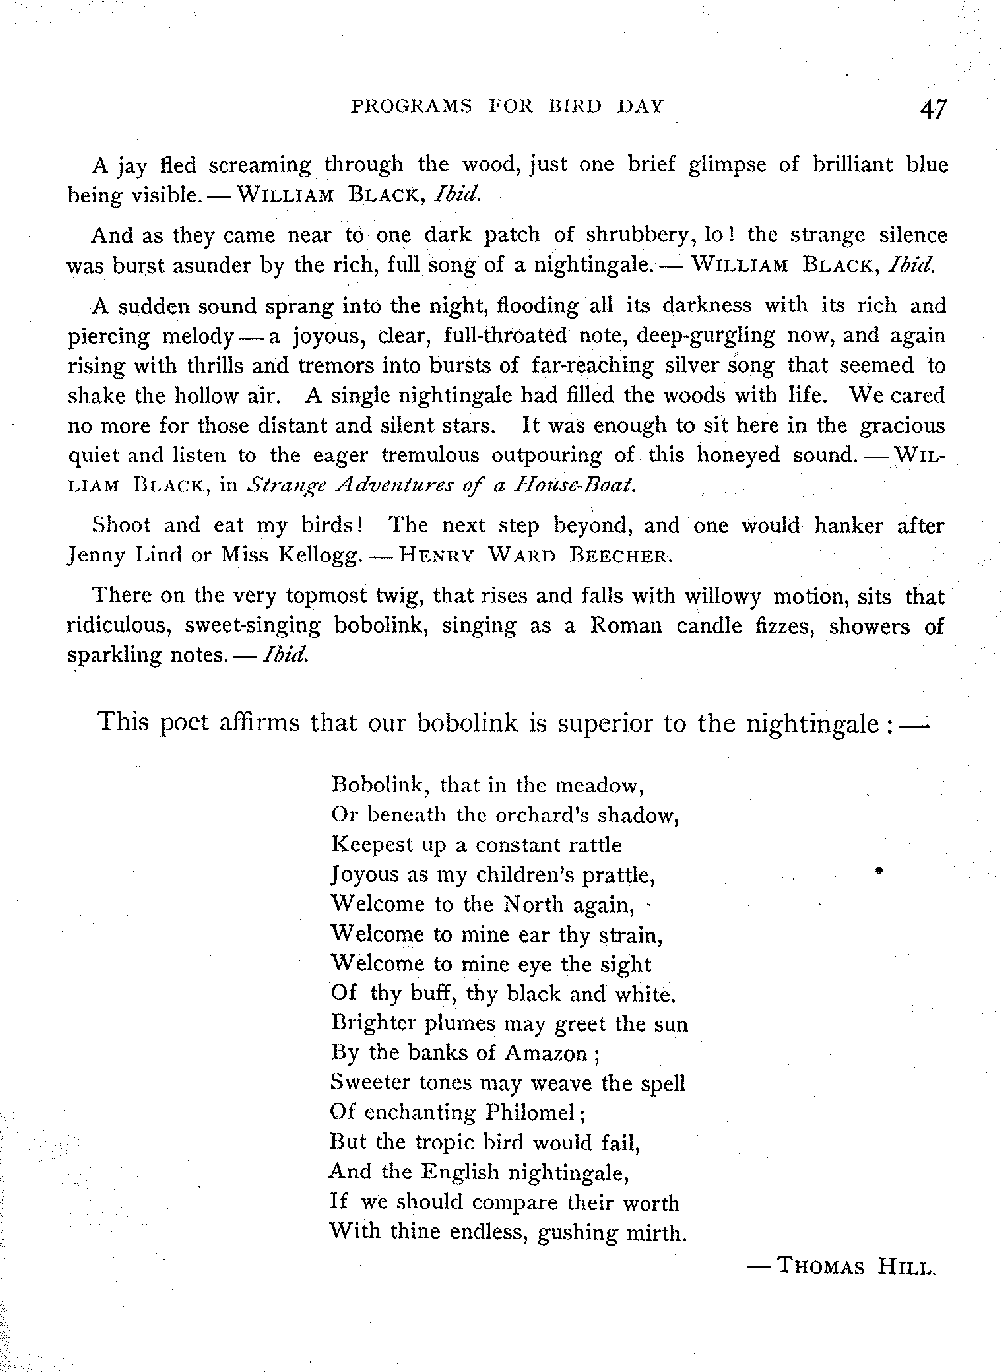 PROGRAMS FOR BIRD DAY 47
A jay fled screaming through the wood, just one brief glimpse of brilliant blue
being visible. — WILLIAM BLACK, Ibid.
And as they came near to one dark patch of shrubbery, lo! the strange silence
was burst asunder by the rich, full song of a nightingale. — WILLIAM BLACK, Ibid.
A sudden sound sprang into the night, flooding all its darkness with its rich and
piercing melody — a joyous, clear, full-throated note, deep-gurgling now, and again
rising with thrills and tremors into bursts of far-reaching silver song that seemed to
shake the hollow air. A single nightingale had filled the woods with life. We cared
no more for those distant and silent stars. It was enough to sit here in the gracious
quiet and listen to the eager tremulous outpouring of this honeyed sound. — WIL-
LIAM BLACK, in Strange Adventures of a House-Boat.
Shoot and eat my birds! The next step beyond, and one would hanker after
Jenny Lind or Miss Kellogg. — HENRY WARD BEECHER.
There on the very topmost twig, that rises and falls with willowy motion, sits that
ridiculous, sweet-singing bobolink, singing as a Roman candle fizzes, showers of
sparkling notes. — Ibid.
This poet affirms that our bobolink is superior to the nightingale : —
Bobolink, that in the meadow,
Or beneath the orchard's shadow,
Keepest up a constant rattle
Joyous as my children's prattle,
Welcome to the North again,
Welcome to mine ear thy strain,
Welcome to mine eye the sight
Of thy buff, thy black and white.
Brighter plumes may greet the sun
By the banks of Amazon ;
Sweeter tones may weave the spell
Of enchanting Philomel ;
But the tropic bird would fail,
And the English nightingale,
If we should compare their worth
With thine endless, gushing mirth.
— THOMAS HILL.